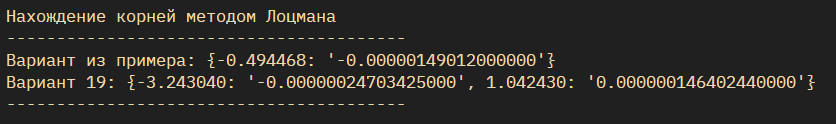 Нахождение корней методом Лоцмана
----------------------------------------
Вариант из примера: {-0.494468: '-0.00000149012000000'}
Вариант 19: {-3.243040: '-0.00000024703425000', 1.042430: '0.000000146402440000'}
----------------------------------------